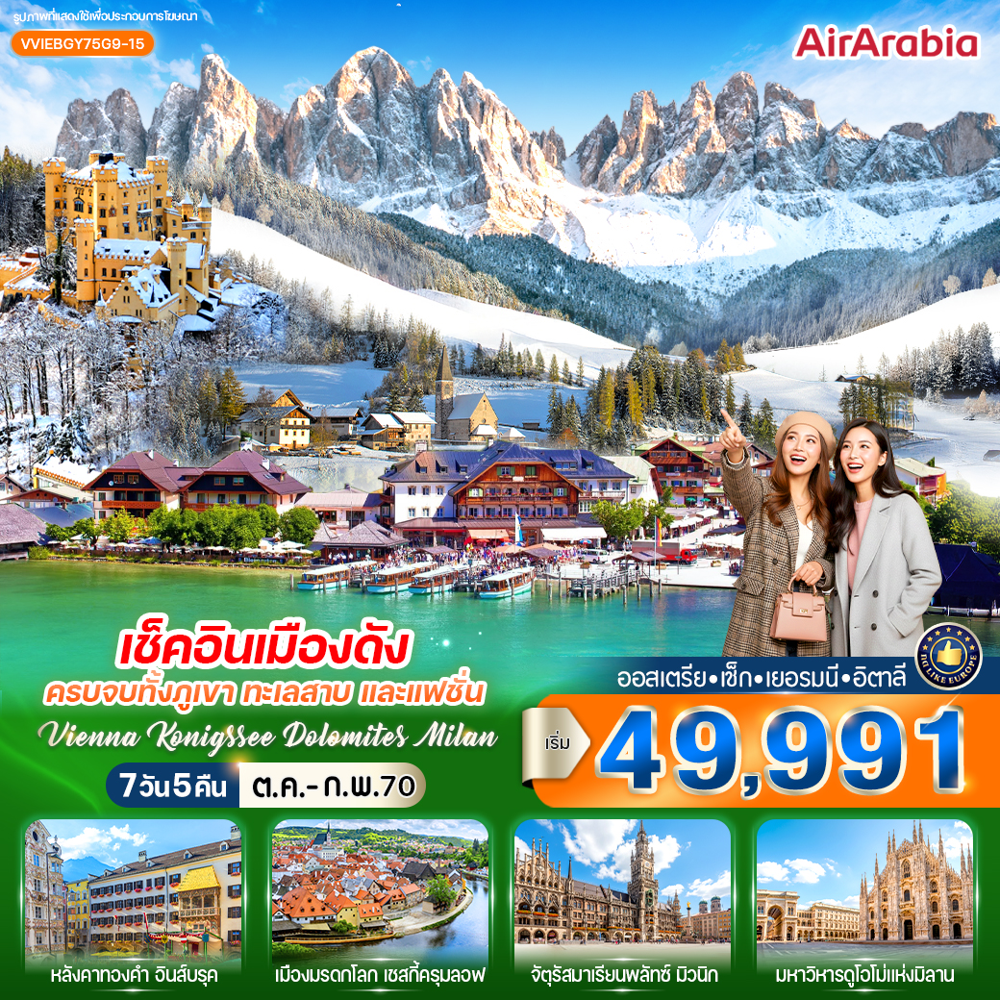 รูปภาพที่แสดงใช้เพื่อประกอบการโฆษณา
VVIEBGY75G9-15
AirArabia
เช็คอินเมืองดัง
ครบจบทั้งภูเขา ทะเลสาบ และแฟชั่น
Vienna Konigssee Dolomites Milan
7วัน5คืน ต.ค.-ก.พ.70
ออสเตรีย•เช็ก•เยอรมนี•อิตาลี
เริ่ม 49,991
หลังคาทองคำ อินส์บรุค
เมืองมรดกโลก เชสกี้ครุมลอฟ
จัตุรัสมาเรียนพลัทซ์ มิวนิก
มหาวิหารดูโอโม่แห่งมิลาน